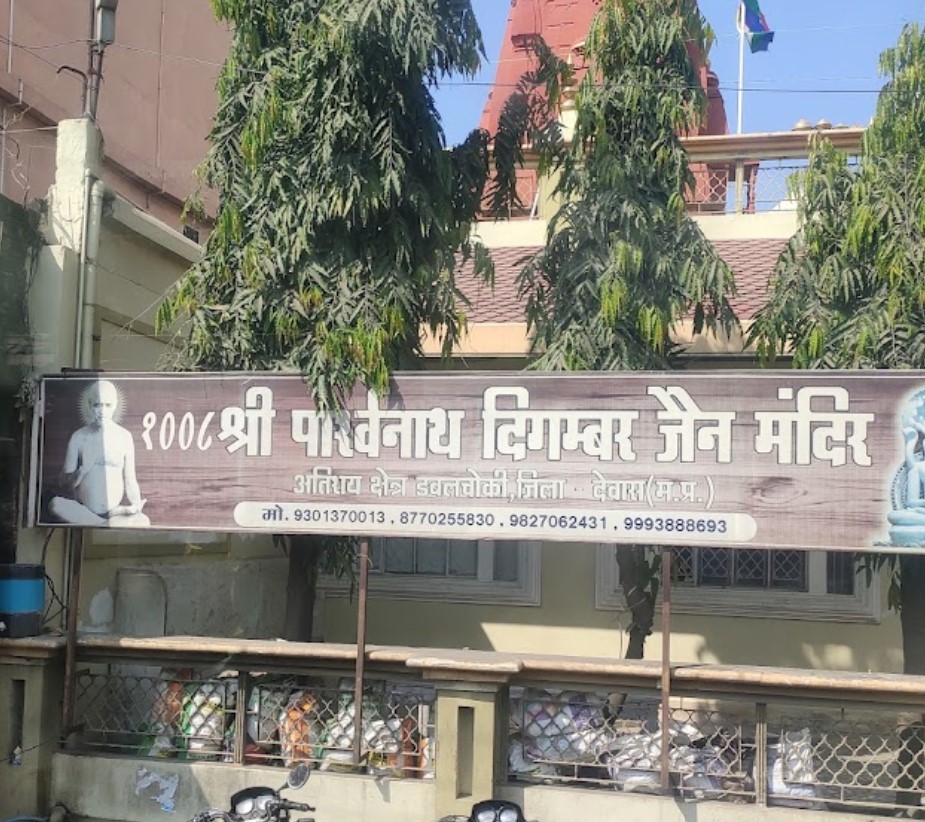 १००८ श्री पार्श्वनाथ दिगम्बर जैन मंदिर
अतिशय क्षेत्र डबलचोकी,जिला देवास(म.प्र.)
मो. 9301370013 , 8770255830 , 9827062431 , 9993888693